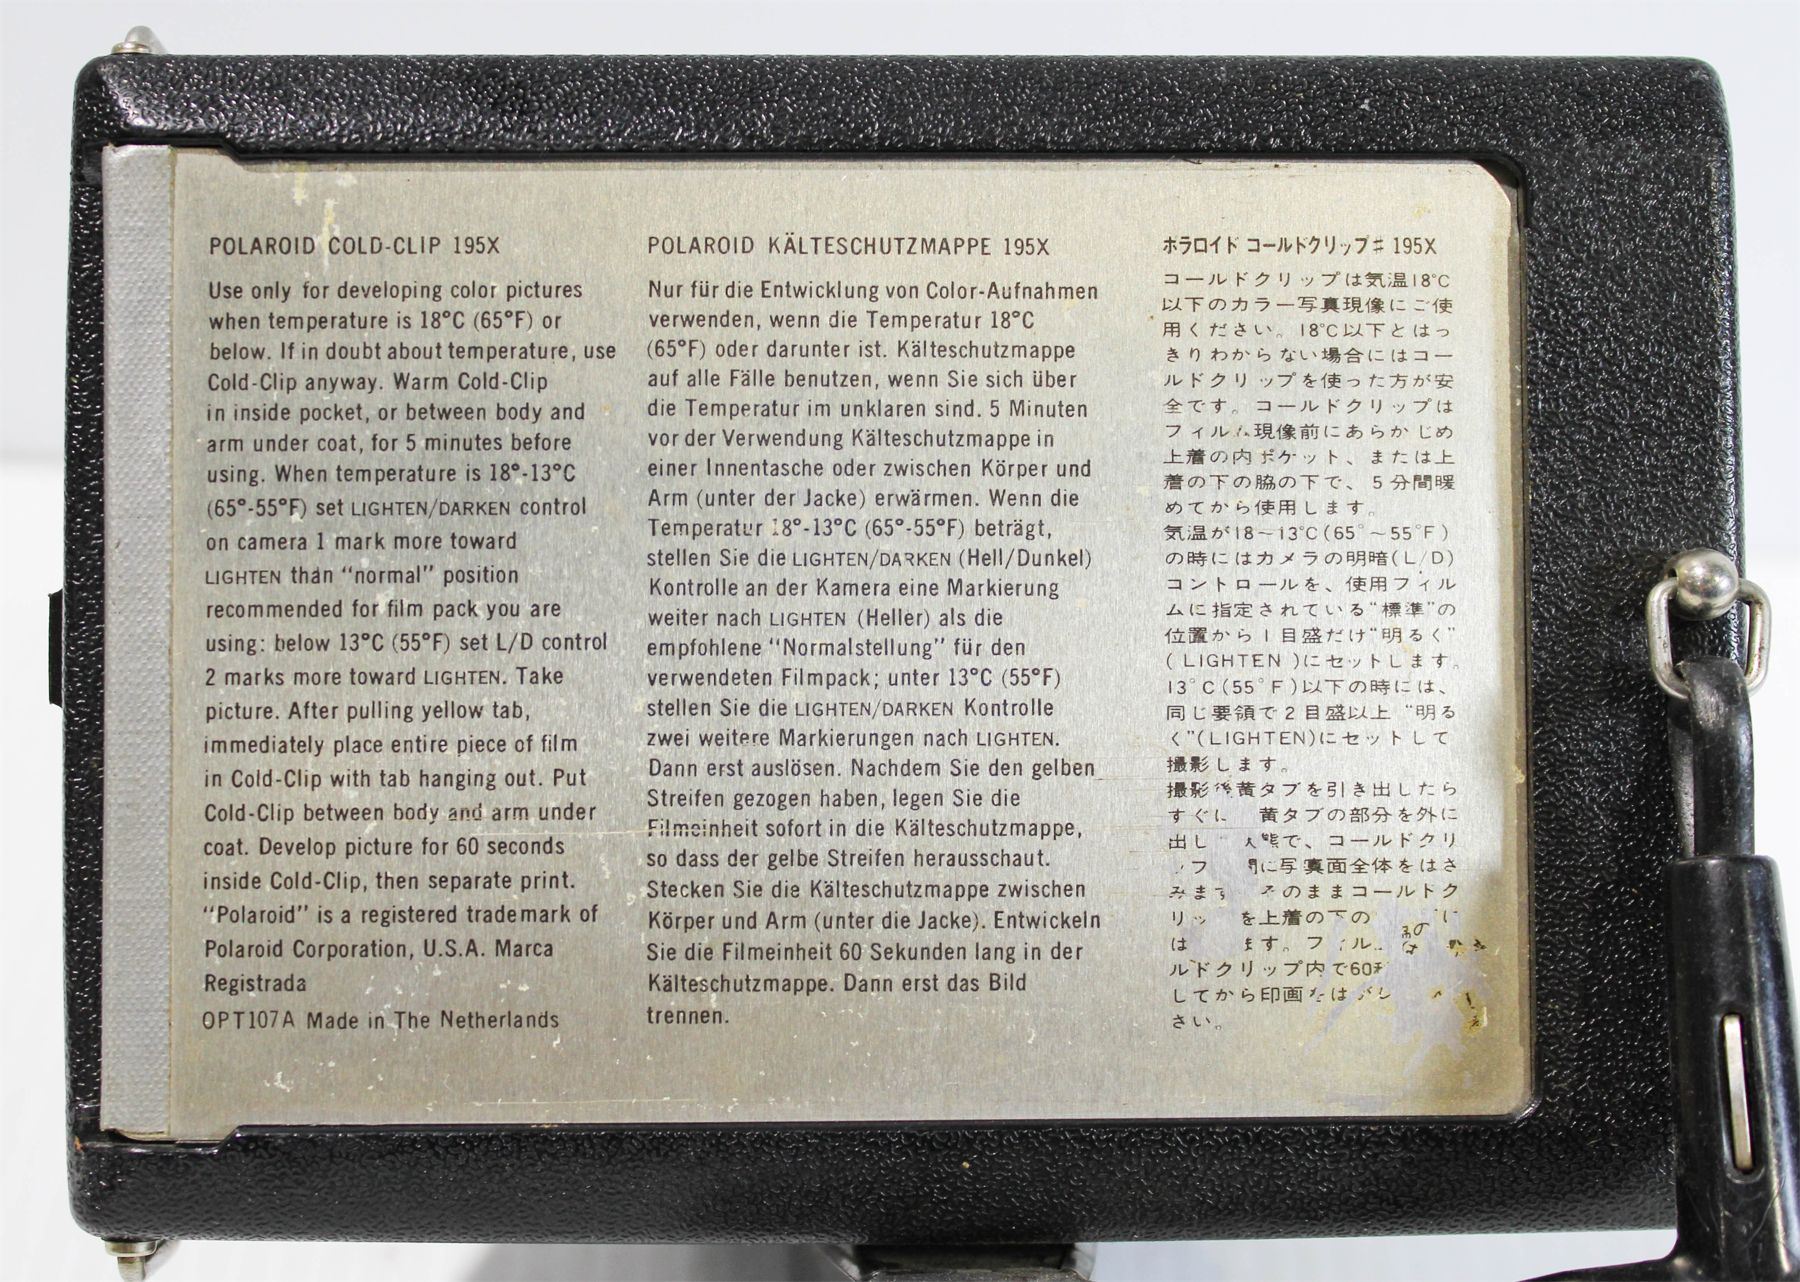 POLAROID COLD-CLIP 195X
Use only for developing color pictures
when temperature is 18°C (65°F) or
below. If in doubt about temperature, use
Cold-Clip anyway. Warm Cold-Clip
in inside pocket, or between body and
arm under coat, for 5 minutes before
using. When temperature is 18°-13°C
(65°-55°F) set LIGHTEN/DARKEN control
on camera 1 mark more toward
LIGHTEN than “normal” position
recommended for film pack you are
using: below 13°C (55°F) set L/D control
2 marks more toward LIGHTEN. Take
picture. After pulling yellow tab,
immediately place entire piece of film
in Cold-Clip with tab hanging out. Put
Cold-Clip between body and arm under
coat. Develop picture for 60 seconds
inside Cold-Clip, then separate print.
“Polaroid” is a registered trademark of
Polaroid Corporation, U.S.A. Marca
Registrada
OPT107A Made in The Netherlands
POLAROID KÄLTESCHUTZMAPPE 195X
Nur für die Entwicklung von Color-Aufnahmen
verwenden, wenn die Temperatur 18°C
(65°F) oder darunter ist. Kälteschutzmappe
auf alle Fälle benutzen, wenn Sie sich über
die Temperatur im unklaren sind. 5 Minuten
vor der Verwendung Kälteschutzmappe in
einer Innentasche oder zwischen Körper und
Arm (unter der Jacke) erwärmen. Wenn die
Temperatur 18°-13°C (65°-55°F) beträgt,
stellen Sie die LIGHTEN/DARKEN (Hell/Dunkel)
Kontrolle an der Kamera eine Markierung
weiter nach LIGHTEN (Heller) als die
empfohlene “Normalstellung” für den
verwendeten Filmpack; unter 13°C (55°F)
stellen Sie die LIGHTEN/DARKEN Kontrolle
zwei weitere Markierungen nach LIGHTEN.
Dann erst auslösen. Nachdem Sie den gelben
Streifen gezogen haben, legen Sie die
Filmeinheit sofort in die Kälteschutzmappe,
so dass der gelbe Streifen herausschaut.
Stecken Sie die Kälteschutzmappe zwischen
Körper und Arm (unter die Jacke). Entwickeln
Sie die Filmeinheit 60 Sekunden lang in der
Kälteschutzmappe. Dann erst das Bild
trennen.
ホラロイド コールドクリップ♯195X
コールドクリップは気温18°C
以下のカラー写真現像にご使
用ください。18°C以下とはっ
きりわからない場合にはコー
ルドクリップを使った方が安
全です。コールドクリップは
フィルム現像前にあらかじめ
上着の内ポケット、または上
着の下の脇の下で、5分間暖
めてから使用します。
気温が18〜13°C(65°〜55°F)
の時にはカメラの明暗(L/D)
コントロールを、使用フィル
ムに指定されている“標準”の
位置から1目盛だけ“明るく”
(LIGHTEN)にセットします。
13°C(55°F)以下の時には、
同じ要領で2目盛以上“明る
く”(LIGHTEN)にセットして
撮影します。
撮影後黄タブを引き出したら
すぐに 黄タブの部分を外に
出し 態で、コールドクリ
間に写真面全体をはさ
みます そのままコールドク
リッ を上着の下の に
は ます。フィル
ルドクリップ内で60
してから印画をはがし
さい。